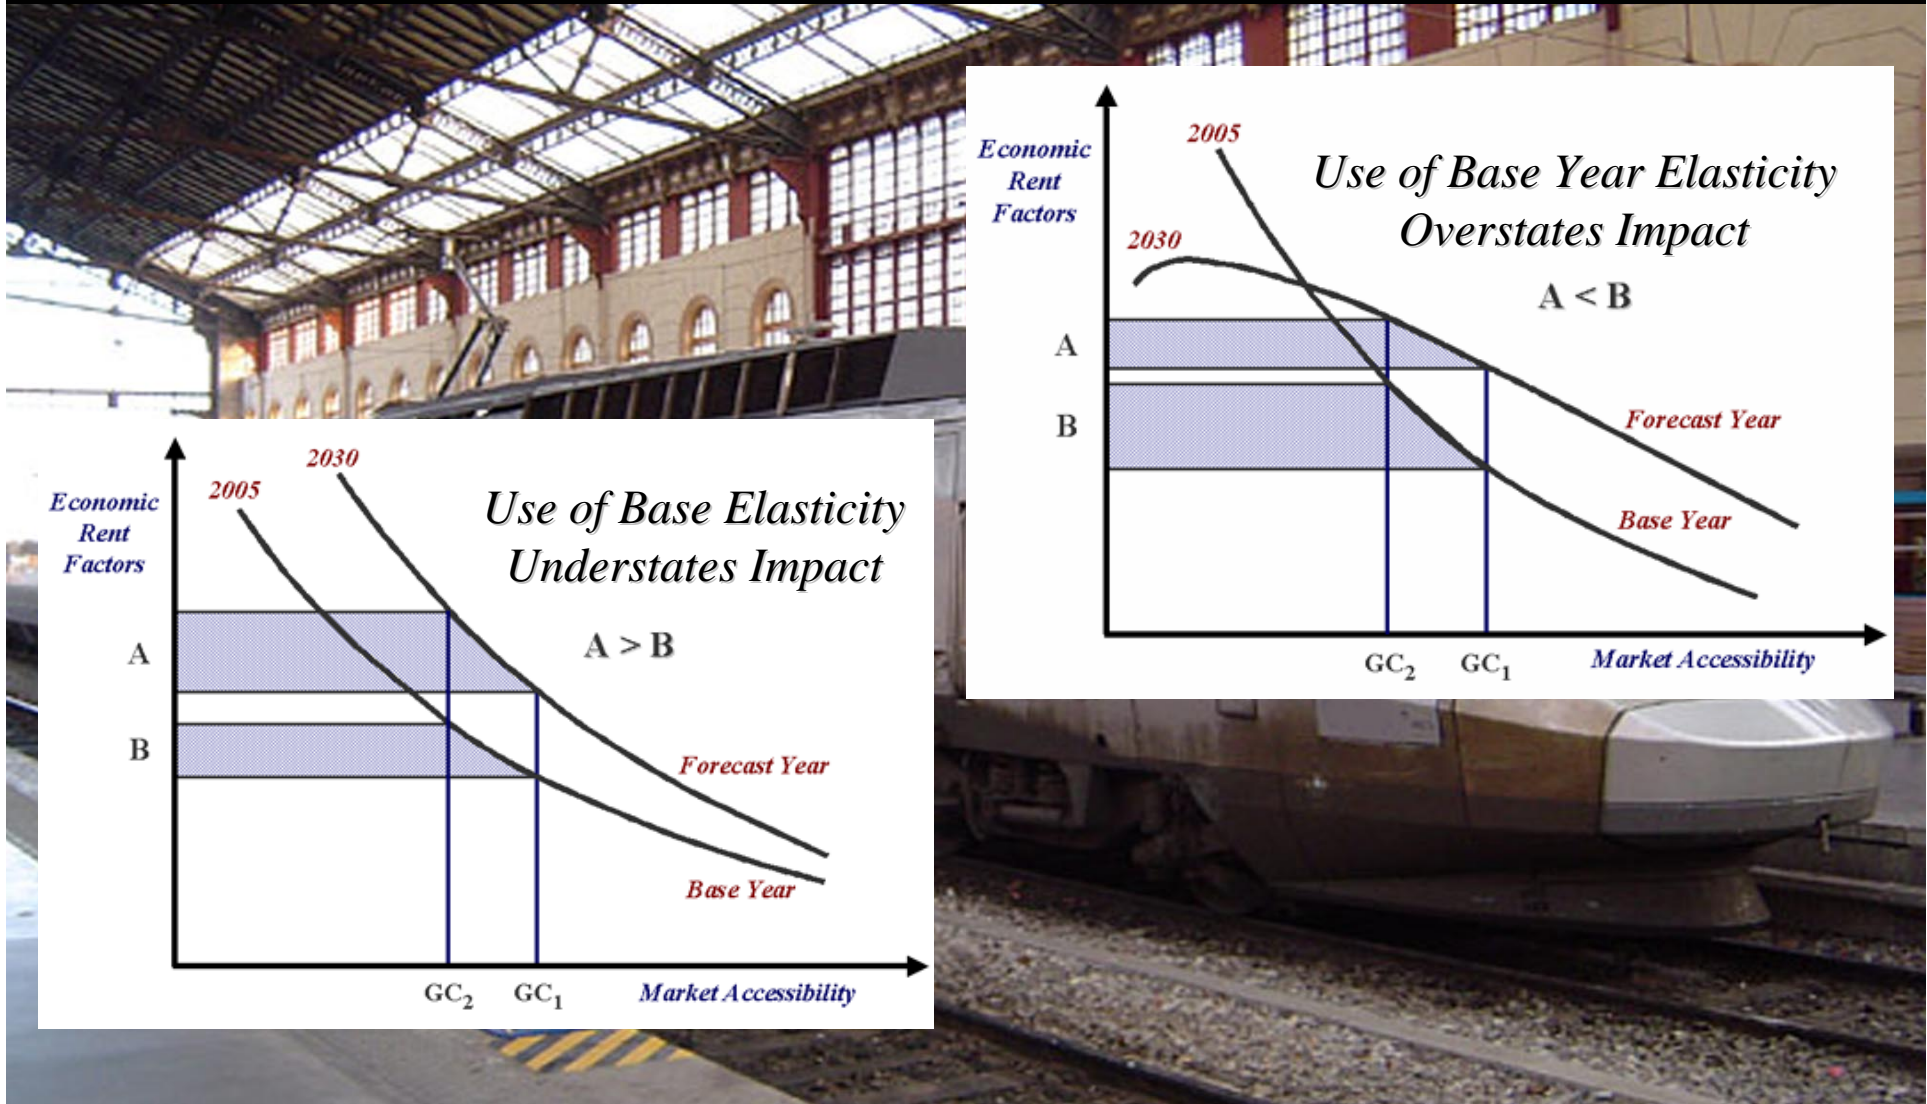 2005
Economic
Rent
Factors
Use of Base Year Elasticity
Overstates Impact
2030
A < B
A
B
Forecast Year
Base Year
GC2
GC1
Market Accessibility
2030
2005
Economic
Rent
Factors
Use of Base Elasticity
Understates Impact
A > B
A
B
Forecast Year
Base Year
GC2
GC1
Market Accessibility